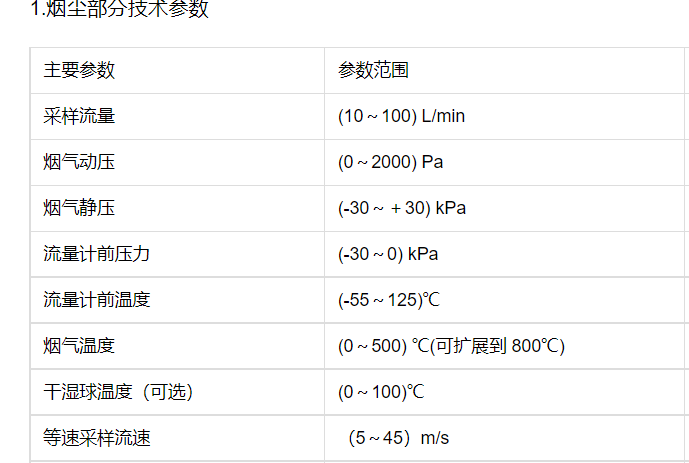 1.烟尘部分技术参数
主要参数 参数范围
采样流量 (10～100) L/min
烟气动压 (0～2000) Pa
烟气静压 (-30～＋30) kPa
流量计前压力 (-30～0) kPa
流量计前温度 (-55～125)℃
烟气温度 (0～500) ℃(可扩展到 800℃)
干湿球温度（可选） (0～100)℃
等速采样流速 （5～45）m/s